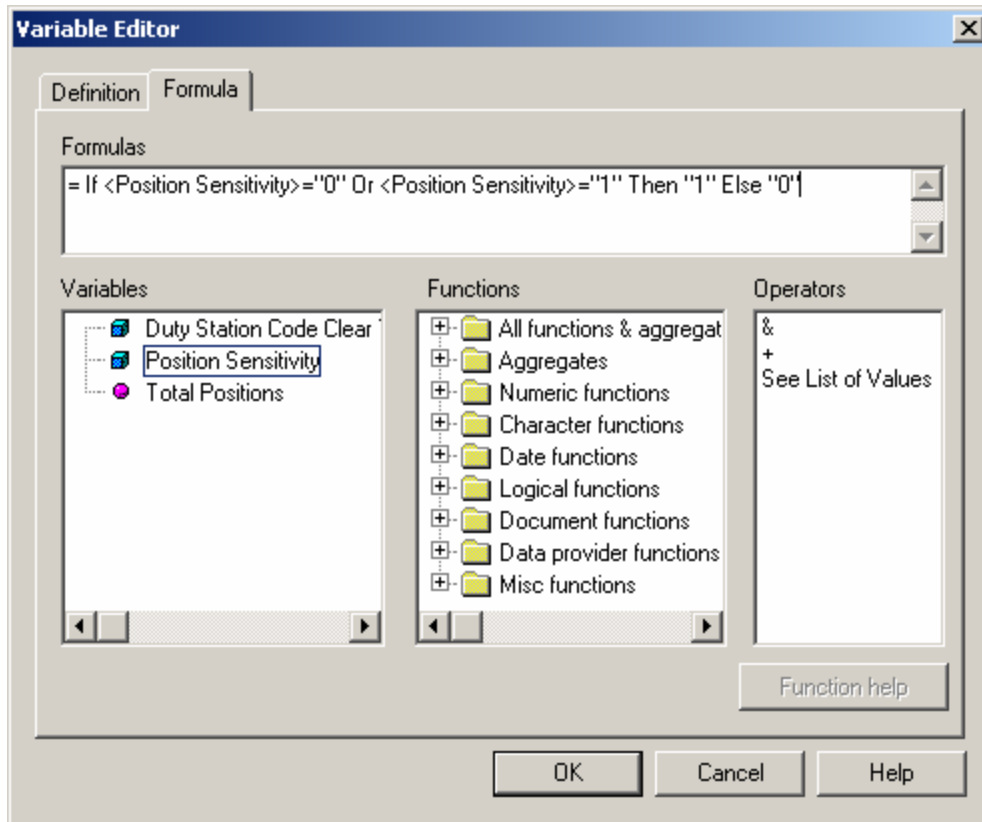 Variable Editor
Definition
Formula
Formulas
= If <Position Sensitivity>="0" Or <Position Sensitivity>="1" Then "1" Else "0"
Variables
Functions
Operators
Duty Station Code Clear
Position Sensitivity
Total Positions
All functions & aggregat
Aggregates
Numeric functions
Character functions
Date functions
Logical functions
Document functions
Data provider functions
Misc functions
&
+
See List of Values
Function help
OK
Cancel
Help